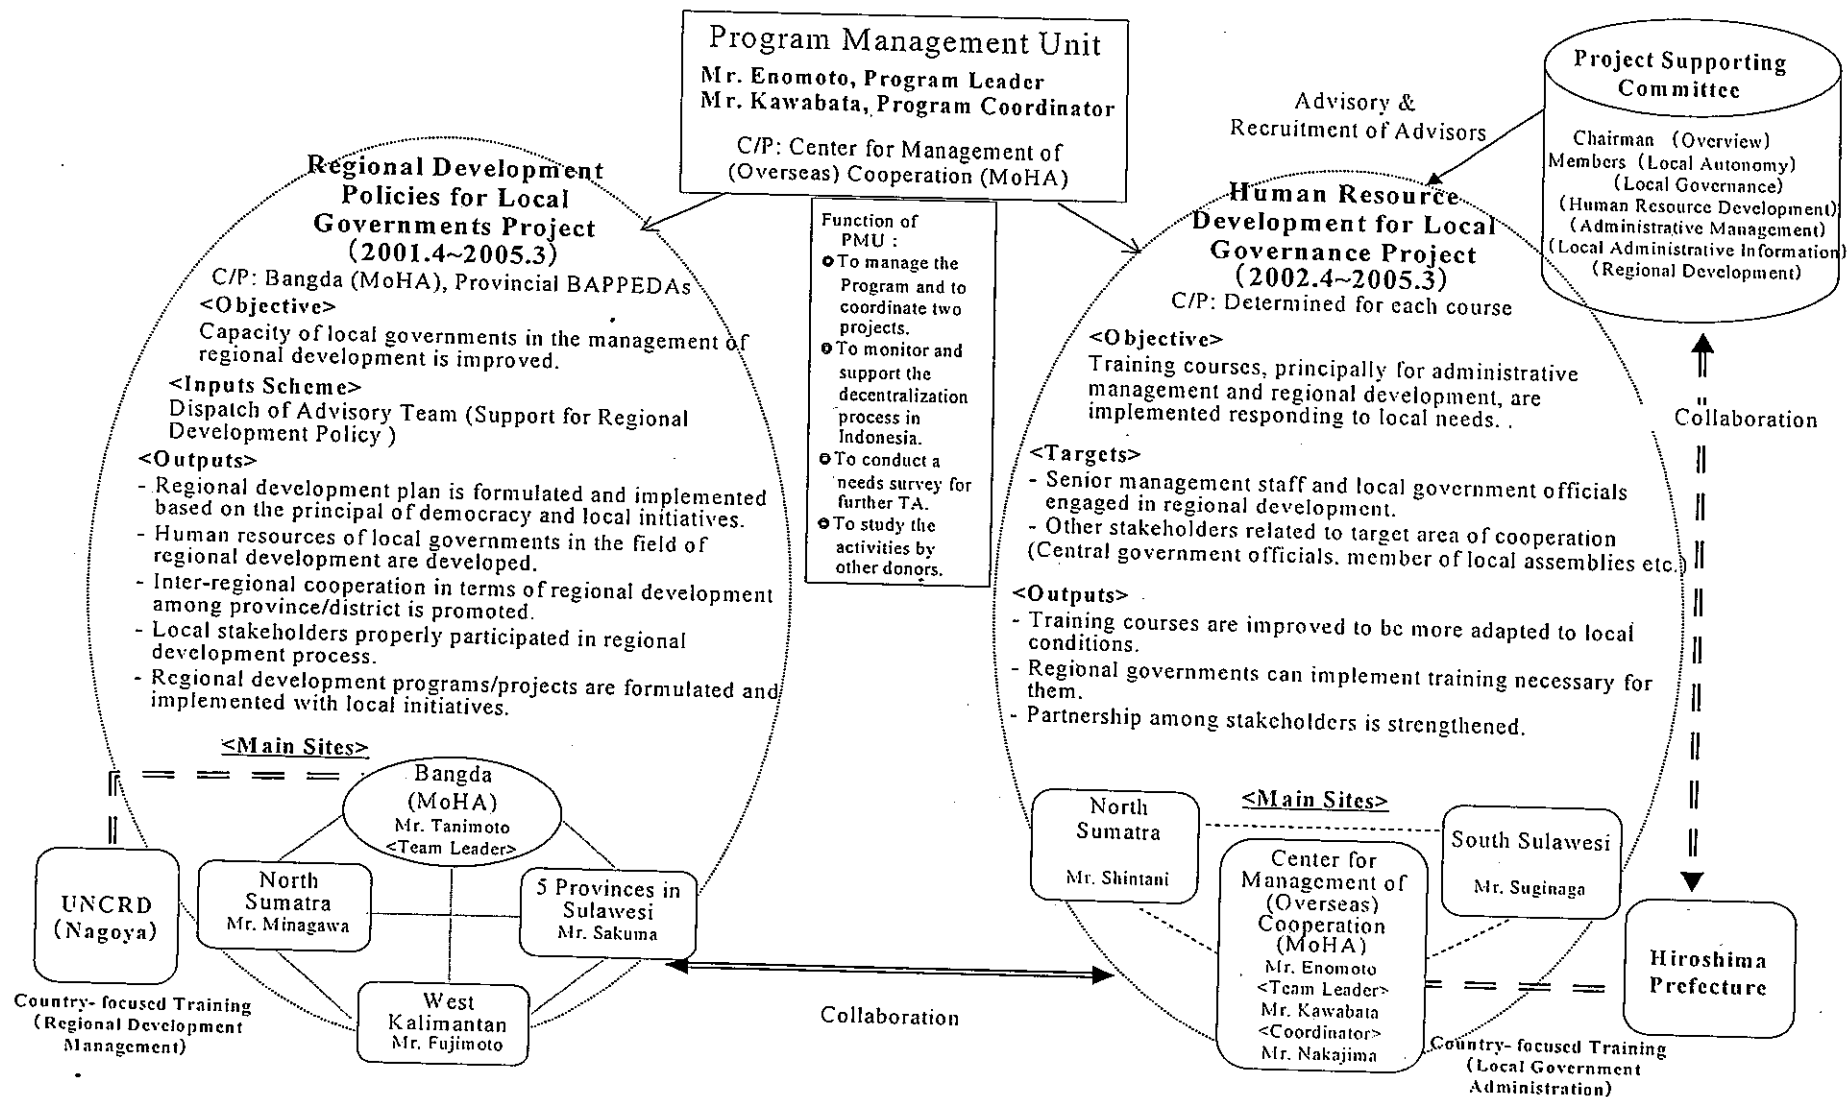 Program Management Unit
Mr. Enomoto, Program Leader
Mr. Kawabata, Program Coordinator
C/P: Center for Management of
(Overseas) Cooperation (MoHA)
Project Supporting
Committee
Chairman (Overview)
Members (Local Autonomy)
(Local Governance)
(Human Resource Development)
(Administrative Management)
(Local Administrative Information)
(Regional Development)
Advisory &
Recruitment of Advisors
Regional Development
Policies for Local
Governments Project
(2001.4~2005.3)
C/P: Bangda (MoHA), Provincial BAPPEDAs
<Objective>
Capacity of local governments in the management of
regional development is improved.
<Inputs Scheme>
Dispatch of Advisory Team (Support for Regional
Development Policy )
<Outputs>
- Regional development plan is formulated and implemented
based on the principal of democracy and local initiatives.
- Human resources of local governments in the field of
regional development are developed.
- Inter-regional cooperation in terms of regional development
among province/district is promoted.
- Local stakeholders properly participated in regional
development process.
- Regional development programs/projects are formulated and
implemented with local initiatives.
<Main Sites>
Bangda
(MoHA)
Mr. Tanimoto
<Team Leader>
North
Sumatra
Mr. Minagawa
5 Provinces in
Sulawesi
Mr. Sakuma
West
Kalimantan
Mr. Fujimoto
UNCRD
(Nagoya)
Country- focused Training
(Regional Development
Management)
Function of
PMU :
To manage the
Program and to
coordinate two
projects.
To monitor and
support the
decentralization
process in
Indonesia.
To conduct a
needs survey for
further TA.
To study the
activities by
other donors.
Collaboration
Human Resource
Development for Local
Governance Project
(2002.4~2005.3)
C/P: Determined for each course
<Objective>
Training courses, principally for administrative
management and regional development, are
implemented responding to local needs. .
<Targets>
- Senior management staff and local government officials
engaged in regional development.
- Other stakeholders related to target area of cooperation
(Central government officials. member of local assemblies etc.)
<Outputs>
- Training courses are improved to be more adapted to local
conditions.
- Regional governments can implement training necessary for
them.
- Partnership among stakeholders is strengthened.
<Main Sites>
North
Sumatra
Mr. Shintani
South Sulawesi
Mr. Suginaga
Center for
Management of
(Overseas)
Cooperation
(MoHA)
Mr. Enomoto
<Team Leader>
Mr. Kawabata
<Coordinator>
Mr. Nakajima
Collaboration
Hiroshima
Prefecture
Country- focused Training
(Local Government
Administration)